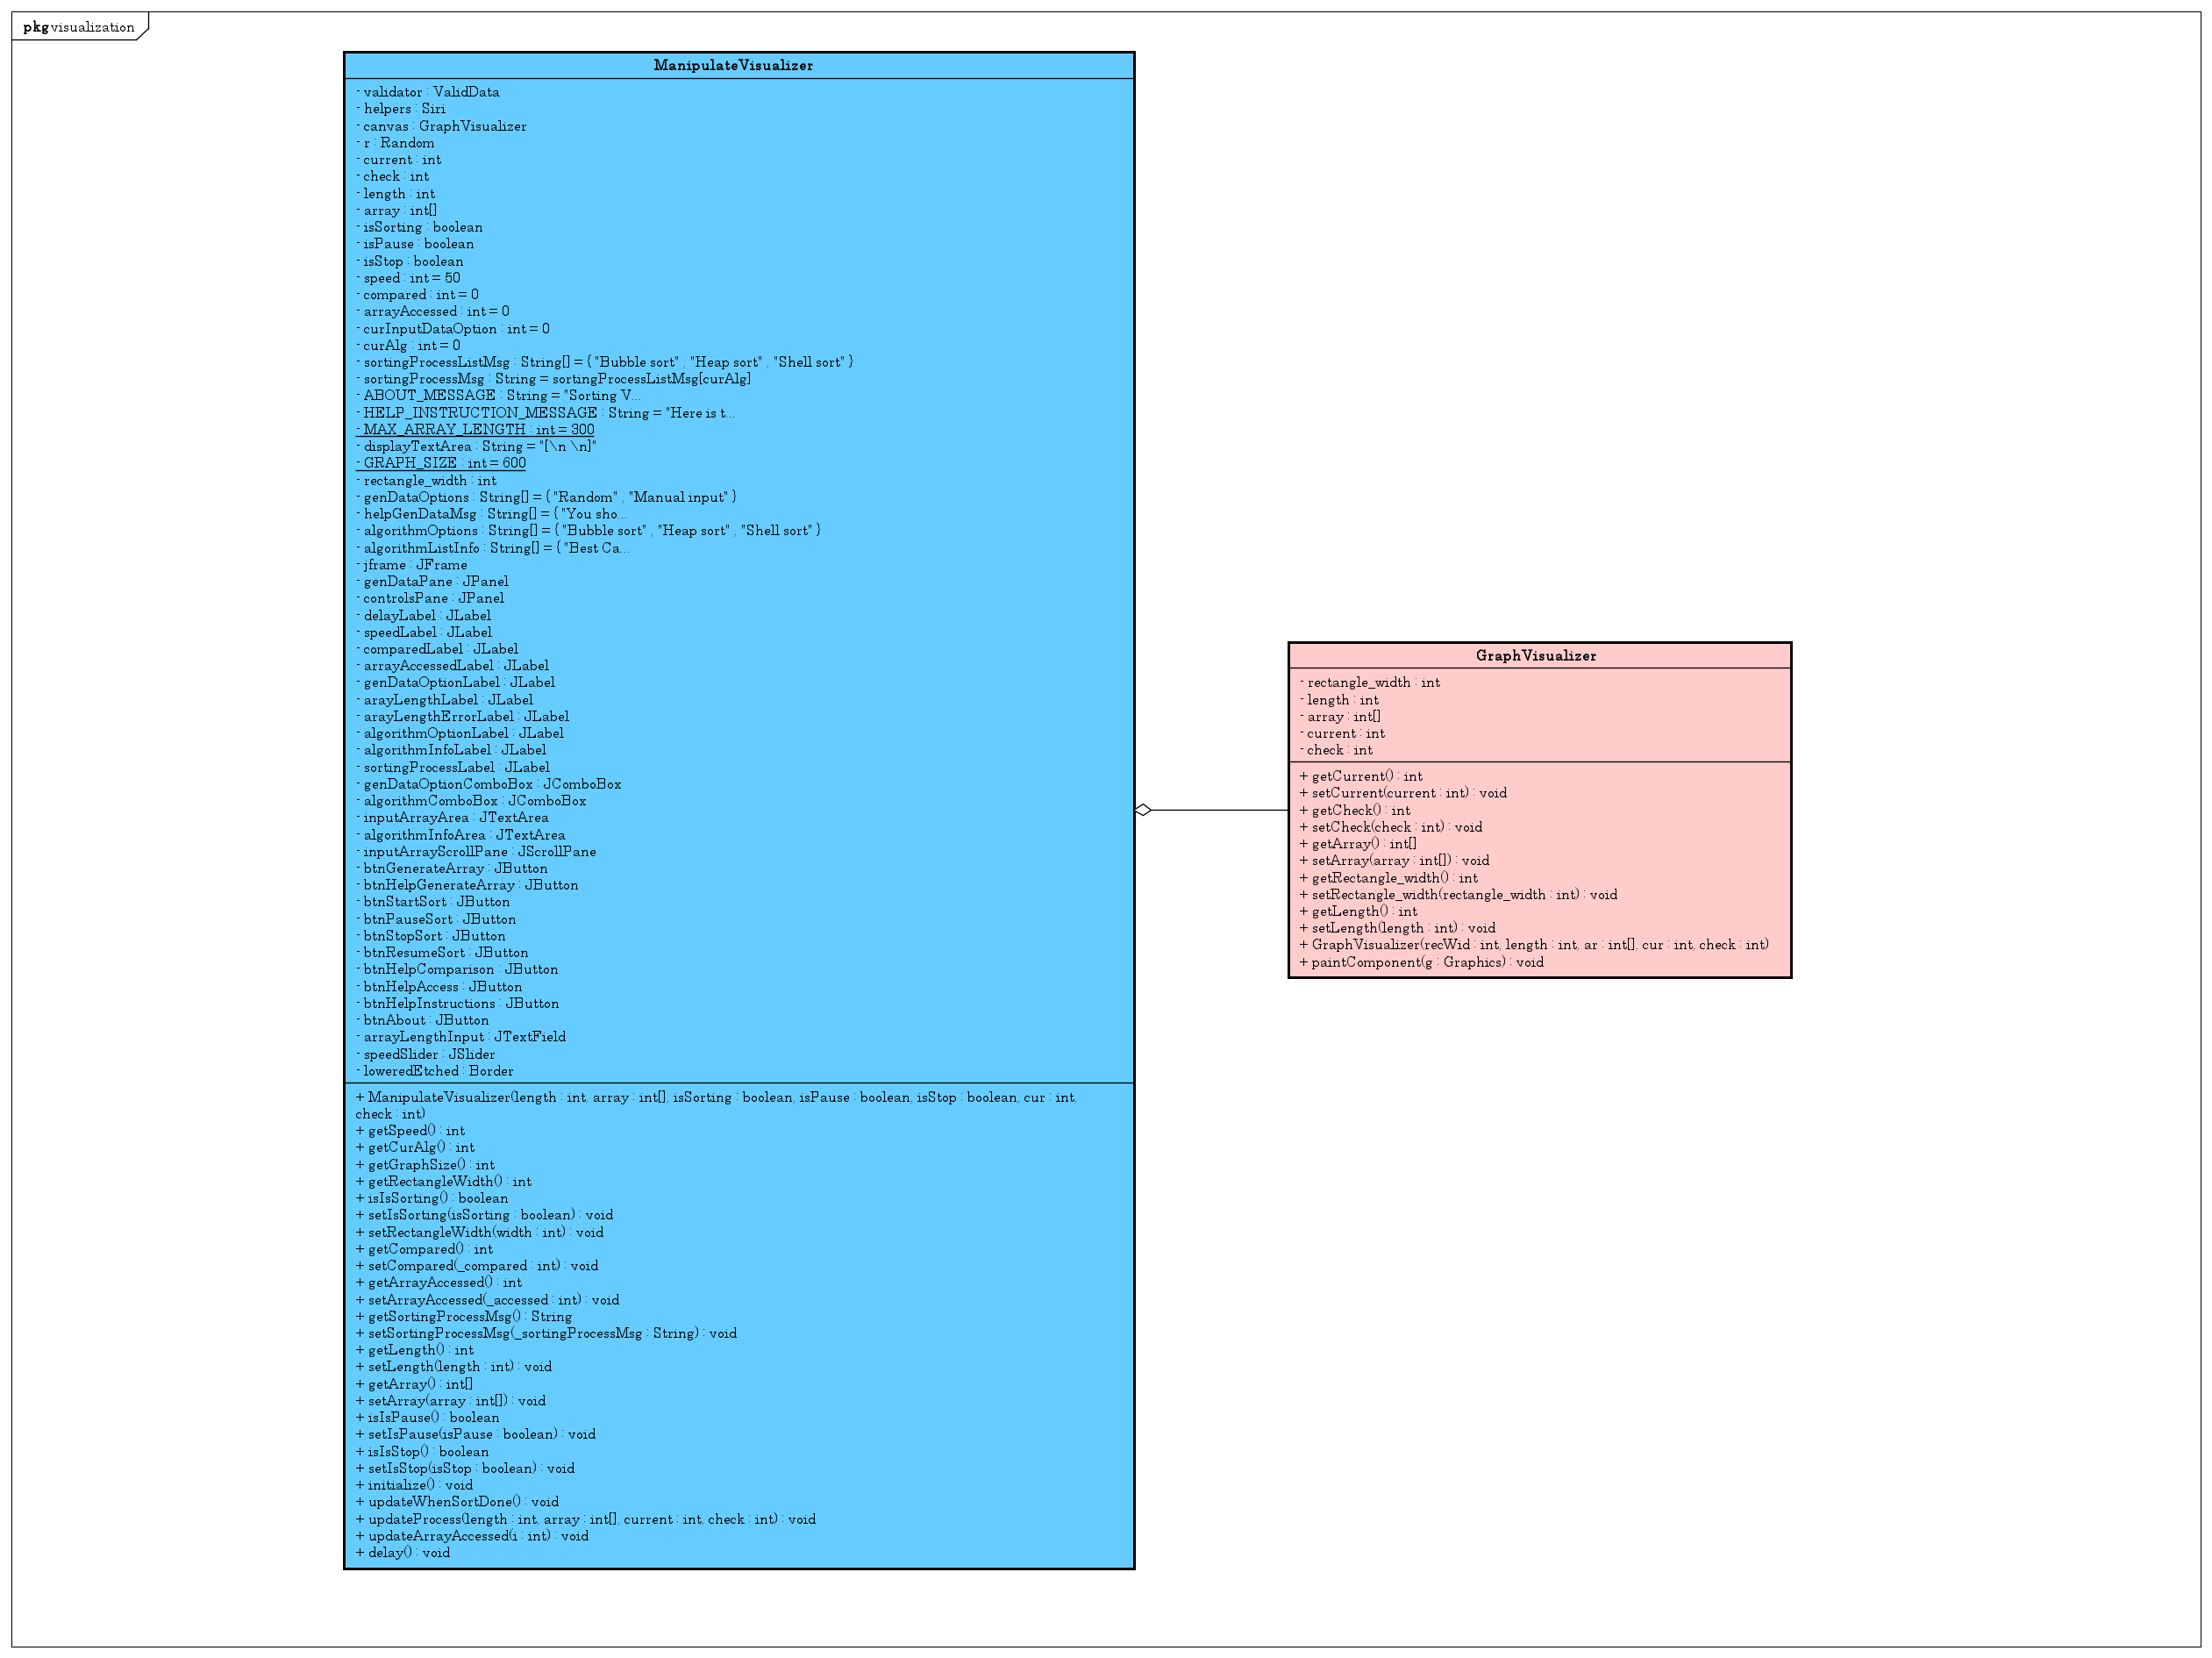 pkg visualization
ManipulateVisualizer
- validator : ValidData
- helpers : Siri
- canvas : GraphVisualizer
- r : Random
- current : int
- check : int
- length : int
- array : int[]
- isSorting : boolean
- isPause : boolean
- isStop : boolean
- speed : int = 50
- compared : int = 0
- arrayAccessed : int = 0
- curInputDataOption : int = 0
- curAlg : int = 0
- sortingProcessListMsg : String[] = { "Bubble sort" , "Heap sort" , "Shell sort" }
- sortingProcessMsg : String = sortingProcessListMsg[curAlg]
- ABOUT_MESSAGE : String = "Sorting V...
- HELP_INSTRUCTION_MESSAGE : String = "Here is t...
- MAX_ARRAY_LENGTH : int = 300
- displayTextArea : String = "[\n \n]"
- GRAPH_SIZE : int = 600
- rectangle_width : int
- genDataOptions : String[] = { "Random" , "Manual input" }
- helpGenDataMsg : String[] = { "You sho...
- algorithmOptions : String[] = { "Bubble sort" , "Heap sort" , "Shell sort" }
- algorithmListInfo : String[] = { "Best Ca...
- jframe : JFrame
- genDataPane : JPanel
- controlsPane : JPanel
- delayLabel : JLabel
- speedLabel : JLabel
- comparedLabel : JLabel
- arrayAccessedLabel : JLabel
- genDataOptionLabel : JLabel
- arayLengthLabel : JLabel
- arayLengthErrorLabel : JLabel
- algorithmOptionLabel : JLabel
- algorithmInfoLabel : JLabel
- sortingProcessLabel : JLabel
- genDataOptionComboBox : JComboBox
- algorithmComboBox : JComboBox
- inputArrayArea : JTextArea
- algorithmInfoArea : JTextArea
- inputArrayScrollPane : JScrollPane
- btnGenerateArray : JButton
- btnHelpGenerateArray : JButton
- btnStartSort : JButton
- btnPauseSort : JButton
- btnStopSort : JButton
- btnResumeSort : JButton
- btnHelpComparison : JButton
- btnHelpAccess : JButton
- btnHelpInstructions : JButton
- btnAbout : JButton
- arrayLengthInput : JTextField
- speedSlider : JSlider
- loweredEtched : Border
+ ManipulateVisualizer(length : int, array : int[], isSorting : boolean, isPause : boolean, isStop : boolean, cur : int,
check : int)
+ getSpeed() : int
+ getCurAlg() : int
+ getGraphSize() : int
+ getRectangleWidth() : int
+ isIsSorting() : boolean
+ setIsSorting(isSorting : boolean) : void
+ setRectangleWidth(width : int) : void
+ getCompared() : int
+ setCompared(_compared : int) : void
+ getArrayAccessed() : int
+ setArrayAccessed(_accessed : int) : void
+ getSortingProcessMsg() : String
+ setSortingProcessMsg(_sortingProcessMsg : String) : void
+ getLength() : int
+ setLength(length : int) : void
+ getArray() : int[]
+ setArray(array : int[]) : void
+ isIsPause() : boolean
+ setIsPause(isPause : boolean) : void
+ isIsStop() : boolean
+ setIsStop(isStop : boolean) : void
+ initialize() : void
+ updateWhenSortDone() : void
+ updateProcess(length : int, array : int[], current : int, check : int) : void
+ updateArrayAccessed(i : int) : void
+ delay() : void
GraphVisualizer
- rectangle_width : int
- length : int
- array : int[]
- current : int
- check : int
+ getCurrent() : int
+ setCurrent(current : int) : void
+ getCheck() : int
+ setCheck(check : int) : void
+ getArray() : int[]
+ setArray(array : int[]) : void
+ getRectangle_width() : int
+ setRectangle_width(rectangle_width : int) : void
+ getLength() : int
+ setLength(length : int) : void
+ GraphVisualizer(recWid : int, length : int, ar : int[], cur : int, check : int)
+ paintComponent(g : Graphics) : void